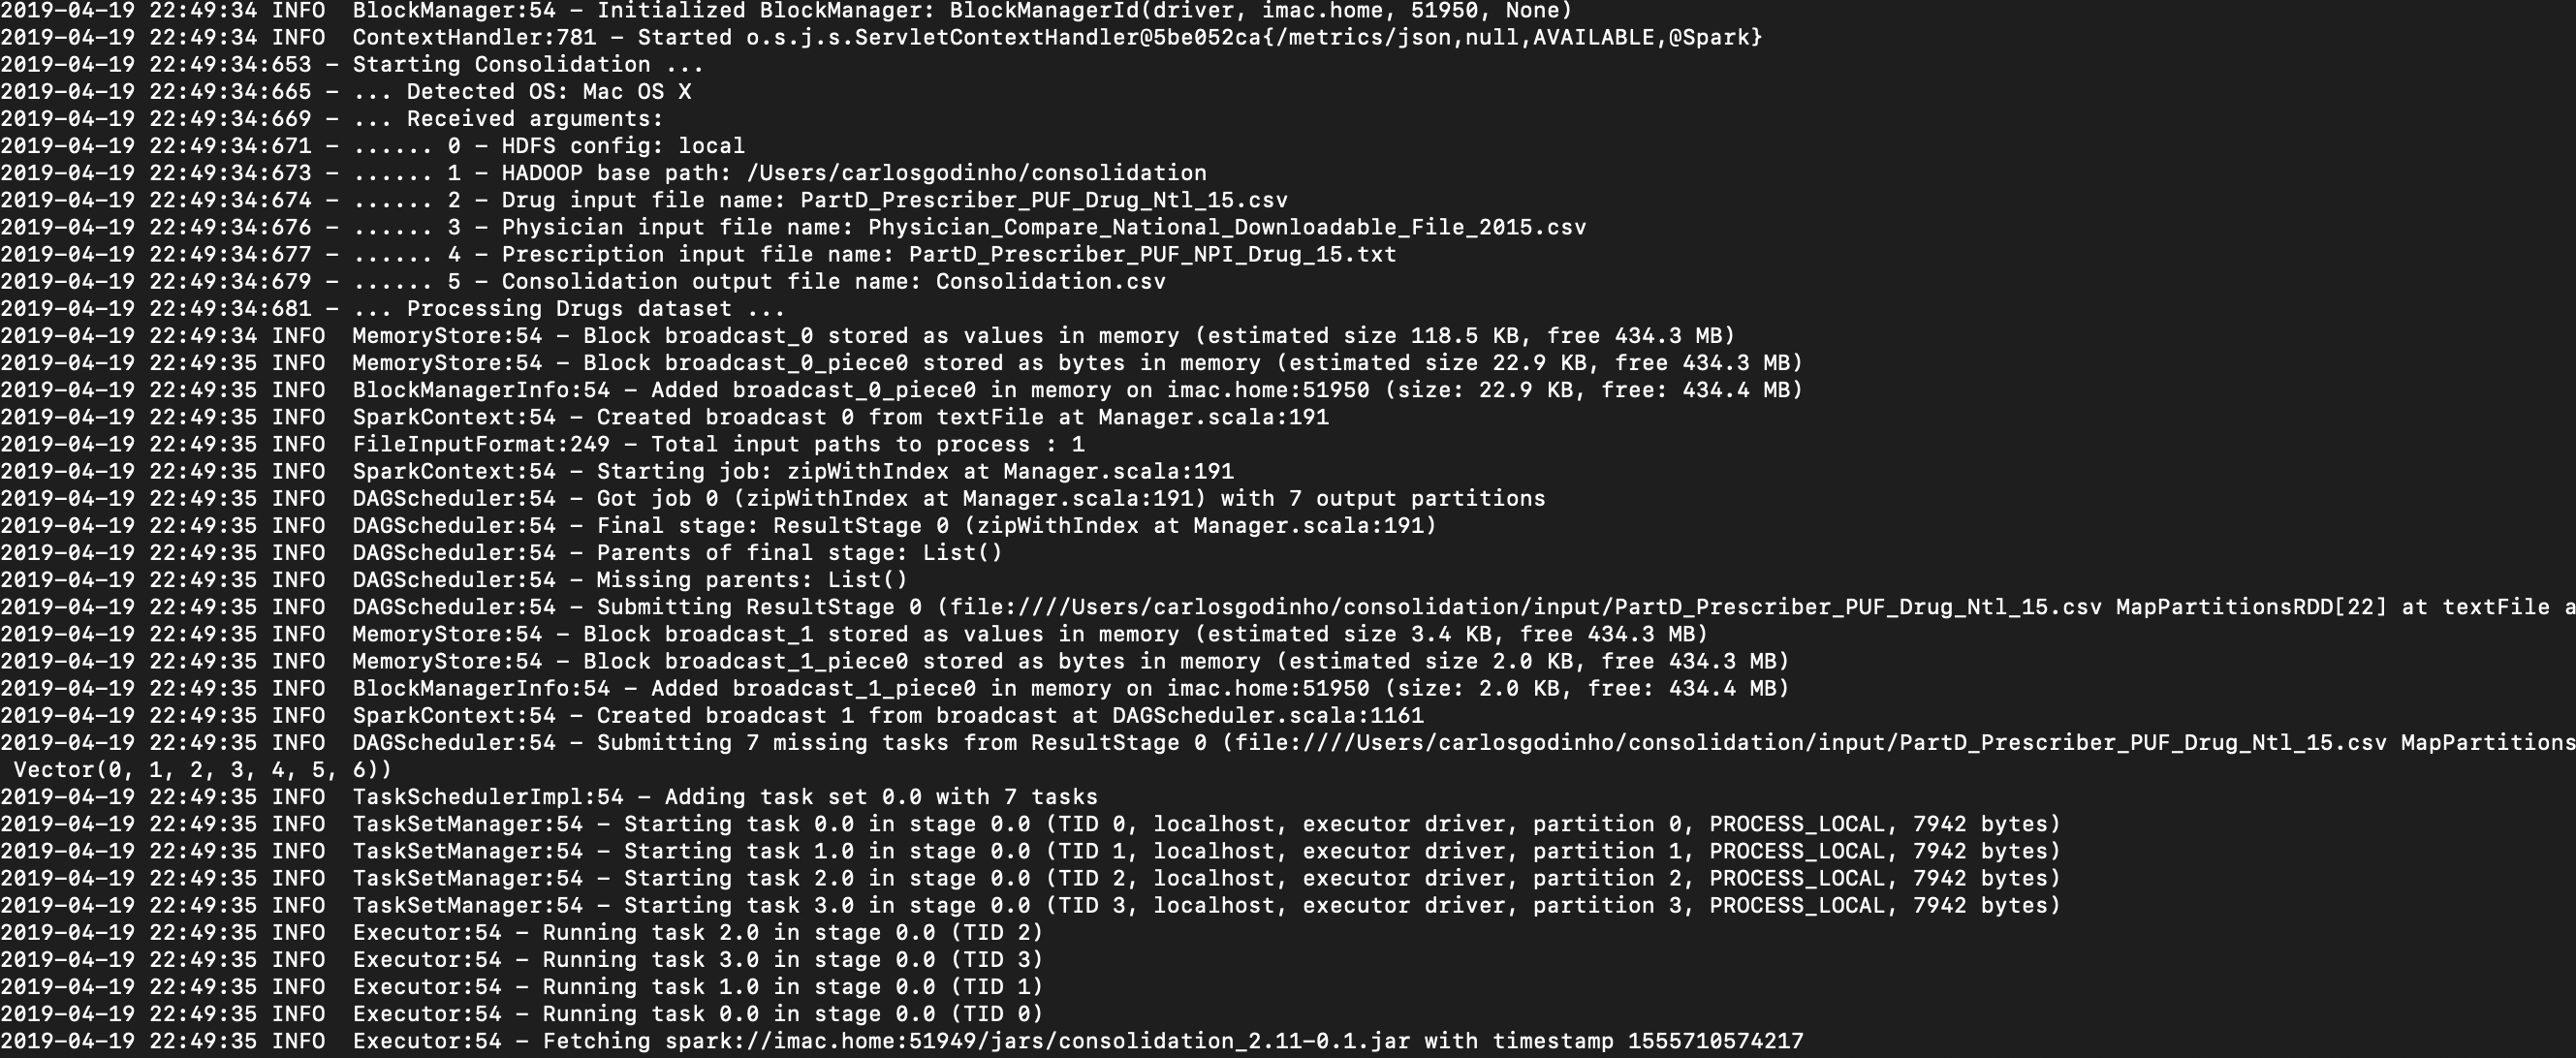 2019-04-19 22:49:34 INFO  BlockManager:54 - Initialized BlockManager: BlockManagerId(driver, imac.home, 51950, None)
2019-04-19 22:49:34 INFO  ContextHandler:781 - Started o.s.j.s.ServletContextHandler@5be052ca{/metrics/json,null,AVAILABLE,@Spark}
2019-04-19 22:49:34:653 - Starting Consolidation ...
2019-04-19 22:49:34:665 - ... Detected OS: Mac OS X
2019-04-19 22:49:34:669 - ... Received arguments:
2019-04-19 22:49:34:671 - ...... 0 - HDFS config: local
2019-04-19 22:49:34:673 - ...... 1 - HADOOP base path: /Users/carlosgodinho/consolidation
2019-04-19 22:49:34:674 - ...... 2 - Drug input file name: PartD_Prescriber_PUF_Drug_Ntl_15.csv
2019-04-19 22:49:34:676 - ...... 3 - Physician input file name: Physician_Compare_National_Downloadable_File_2015.csv
2019-04-19 22:49:34:677 - ...... 4 - Prescription input file name: PartD_Prescriber_PUF_NPI_Drug_15.txt
2019-04-19 22:49:34:679 - ...... 5 - Consolidation output file name: Consolidation.csv
2019-04-19 22:49:34:681 - ... Processing Drugs dataset ...
2019-04-19 22:49:34 INFO  MemoryStore:54 - Block broadcast_0 stored as values in memory (estimated size 118.5 KB, free 434.3 MB)
2019-04-19 22:49:35 INFO  MemoryStore:54 - Block broadcast_0_piece0 stored as bytes in memory (estimated size 22.9 KB, free 434.3 MB)
2019-04-19 22:49:35 INFO  BlockManagerInfo:54 - Added broadcast_0_piece0 in memory on imac.home:51950 (size: 22.9 KB, free: 434.4 MB)
2019-04-19 22:49:35 INFO  SparkContext:54 - Created broadcast 0 from textFile at Manager.scala:191
2019-04-19 22:49:35 INFO  FileInputFormat:249 - Total input paths to process : 1
2019-04-19 22:49:35 INFO  SparkContext:54 - Starting job: zipWithIndex at Manager.scala:191
2019-04-19 22:49:35 INFO  DAGScheduler:54 - Got job 0 (zipWithIndex at Manager.scala:191) with 7 output partitions
2019-04-19 22:49:35 INFO  DAGScheduler:54 - Final stage: ResultStage 0 (zipWithIndex at Manager.scala:191)
2019-04-19 22:49:35 INFO  DAGScheduler:54 - Parents of final stage: List()
2019-04-19 22:49:35 INFO  DAGScheduler:54 - Missing parents: List()
2019-04-19 22:49:35 INFO  DAGScheduler:54 - Submitting ResultStage 0 (file:////Users/carlosgodinho/consolidation/input/PartD_Prescriber_PUF_Drug_Ntl_15.csv MapPartitionsRDD[22] at textFile a
2019-04-19 22:49:35 INFO  MemoryStore:54 - Block broadcast_1 stored as values in memory (estimated size 3.4 KB, free 434.3 MB)
2019-04-19 22:49:35 INFO  MemoryStore:54 - Block broadcast_1_piece0 stored as bytes in memory (estimated size 2.0 KB, free 434.3 MB)
2019-04-19 22:49:35 INFO  BlockManagerInfo:54 - Added broadcast_1_piece0 in memory on imac.home:51950 (size: 2.0 KB, free: 434.4 MB)
2019-04-19 22:49:35 INFO  SparkContext:54 - Created broadcast 1 from broadcast at DAGScheduler.scala:1161
2019-04-19 22:49:35 INFO  DAGScheduler:54 - Submitting 7 missing tasks from ResultStage 0 (file:////Users/carlosgodinho/consolidation/input/PartD_Prescriber_PUF_Drug_Ntl_15.csv MapPartitions
 Vector(0, 1, 2, 3, 4, 5, 6))
2019-04-19 22:49:35 INFO  TaskSchedulerImpl:54 - Adding task set 0.0 with 7 tasks
2019-04-19 22:49:35 INFO  TaskSetManager:54 - Starting task 0.0 in stage 0.0 (TID 0, localhost, executor driver, partition 0, PROCESS_LOCAL, 7942 bytes)
2019-04-19 22:49:35 INFO  TaskSetManager:54 - Starting task 1.0 in stage 0.0 (TID 1, localhost, executor driver, partition 1, PROCESS_LOCAL, 7942 bytes)
2019-04-19 22:49:35 INFO  TaskSetManager:54 - Starting task 2.0 in stage 0.0 (TID 2, localhost, executor driver, partition 2, PROCESS_LOCAL, 7942 bytes)
2019-04-19 22:49:35 INFO  TaskSetManager:54 - Starting task 3.0 in stage 0.0 (TID 3, localhost, executor driver, partition 3, PROCESS_LOCAL, 7942 bytes)
2019-04-19 22:49:35 INFO  Executor:54 - Running task 2.0 in stage 0.0 (TID 2)
2019-04-19 22:49:35 INFO  Executor:54 - Running task 3.0 in stage 0.0 (TID 3)
2019-04-19 22:49:35 INFO  Executor:54 - Running task 1.0 in stage 0.0 (TID 1)
2019-04-19 22:49:35 INFO  Executor:54 - Running task 0.0 in stage 0.0 (TID 0)
2019-04-19 22:49:35 INFO  Executor:54 - Fetching spark://imac.home:51949/jars/consolidation_2.11-0.1.jar with timestamp 1555710574217